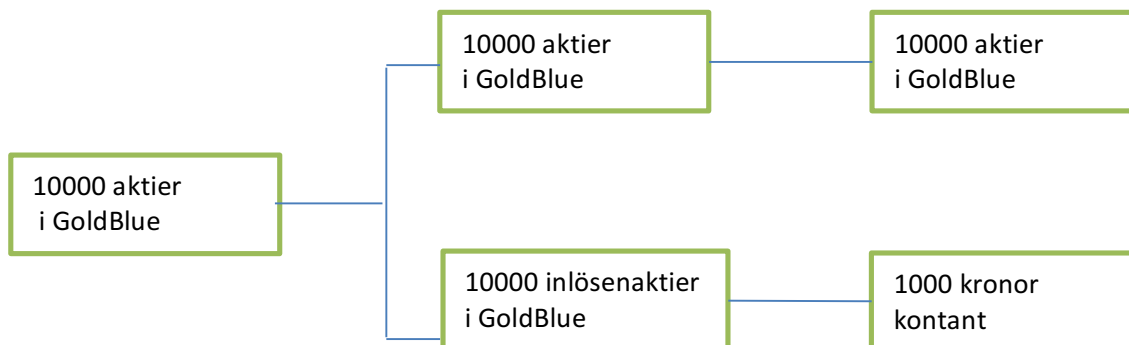 10000 aktier
i GoldBlue
10000 aktier
i GoldBlue
10000 aktier
i GoldBlue
10000 inlösenaktier
i GoldBlue
1000 kronor
kontant